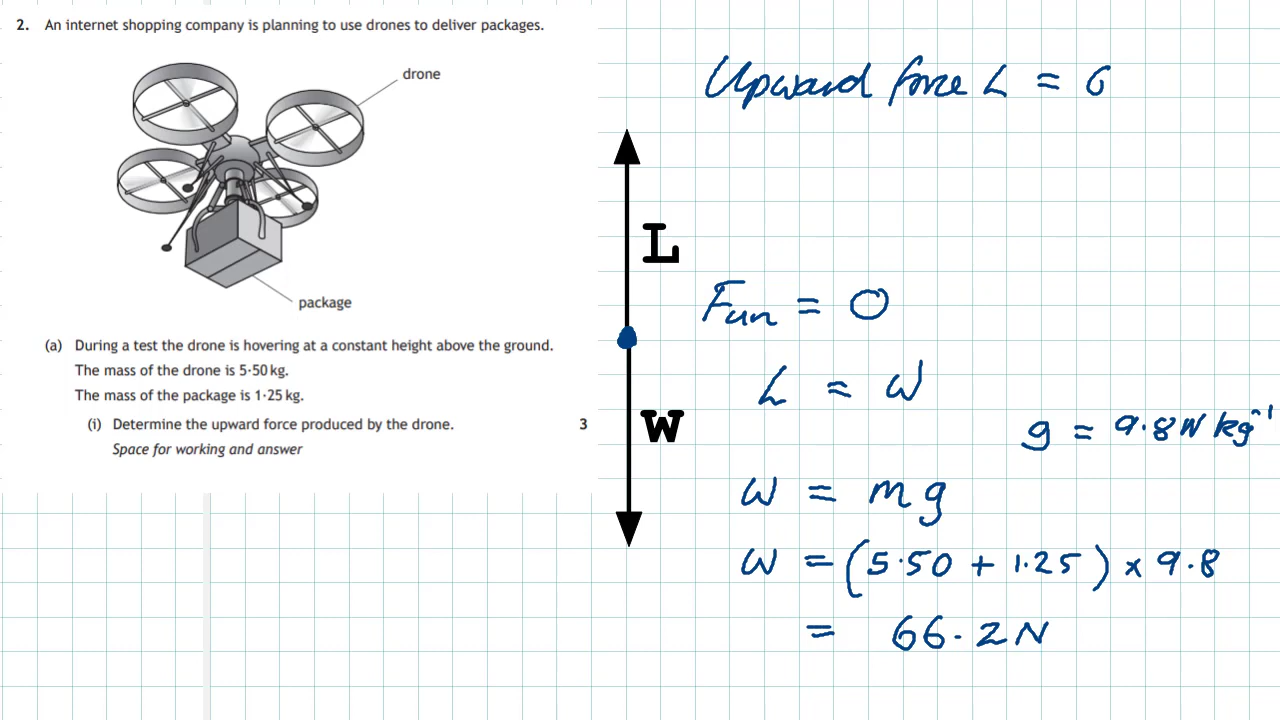 2. An internet shopping company is planning to use drones to deliver packages.
drone
package
(a) During a test the drone is hovering at a constant height above the ground.
The mass of the drone is 5·50 kg.
The mass of the package is 1·25 kg.
(i) Determine the upward force produced by the drone. 3
Space for working and answer
Upward force L = 6
L
Fun = 0
L = W
W
g = 9.8N kg⁻¹
W = mg
W = (5.50 + 1.25) × 9.8
= 66.2N